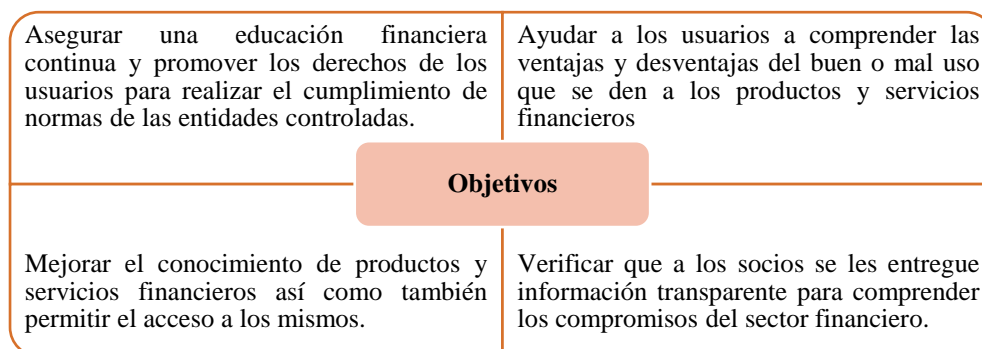 Asegurar una educación financiera
continua y promover los derechos de los
usuarios para realizar el cumplimiento de
normas de las entidades controladas.
Ayudar a los usuarios a comprender las
ventajas y desventajas del buen o mal uso
que se den a los productos y servicios
financieros
Objetivos
Mejorar el conocimiento de productos y
servicios financieros así como también
permitir el acceso a los mismos.
Verificar que a los socios se les entregue
información transparente para comprender
los compromisos del sector financiero.